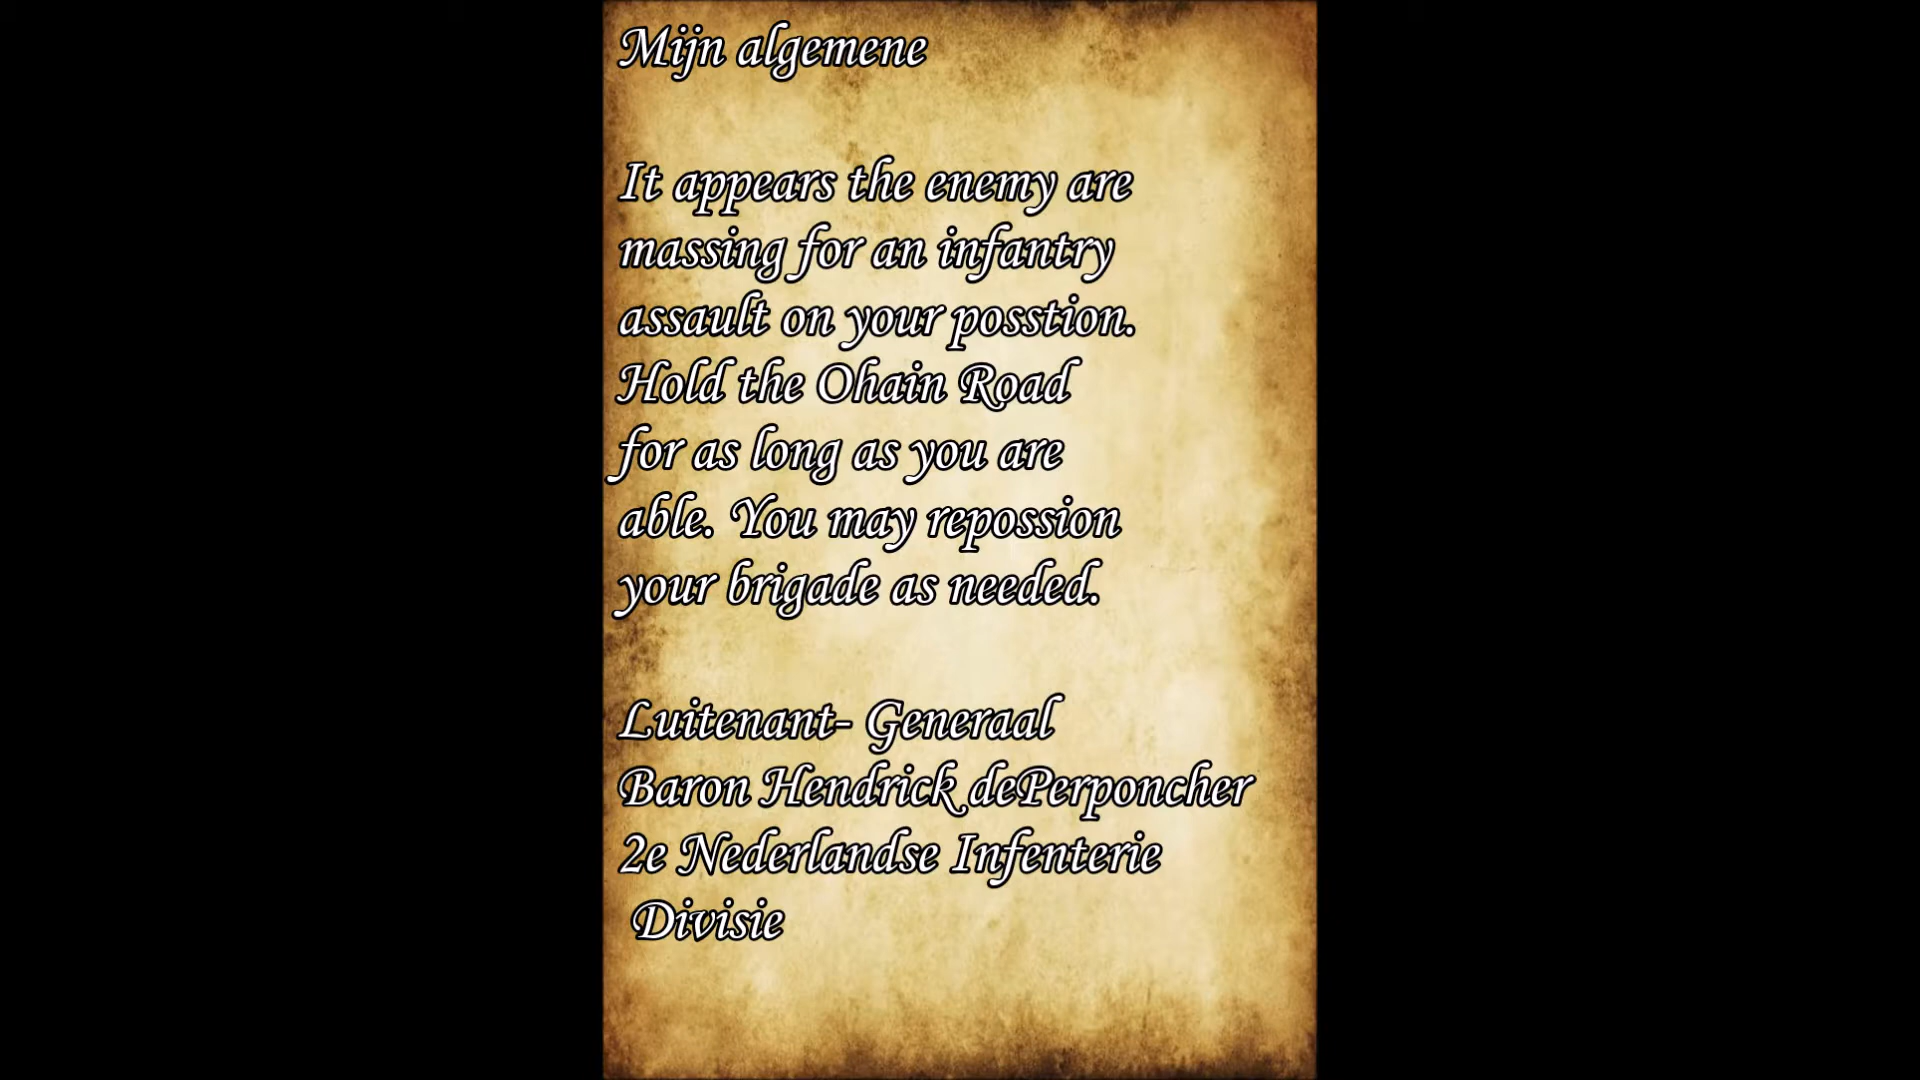 Mijn algemene
It appears the enemy are
massing for an infantry
assault on your posstion.
Hold the Ohain Road
for as long as you are
able. You may repossion
your brigade as needed.
Luitenant- Generaal
Baron Hendrick dePerponcher
2e Nederlandse Infenterie
Divisie